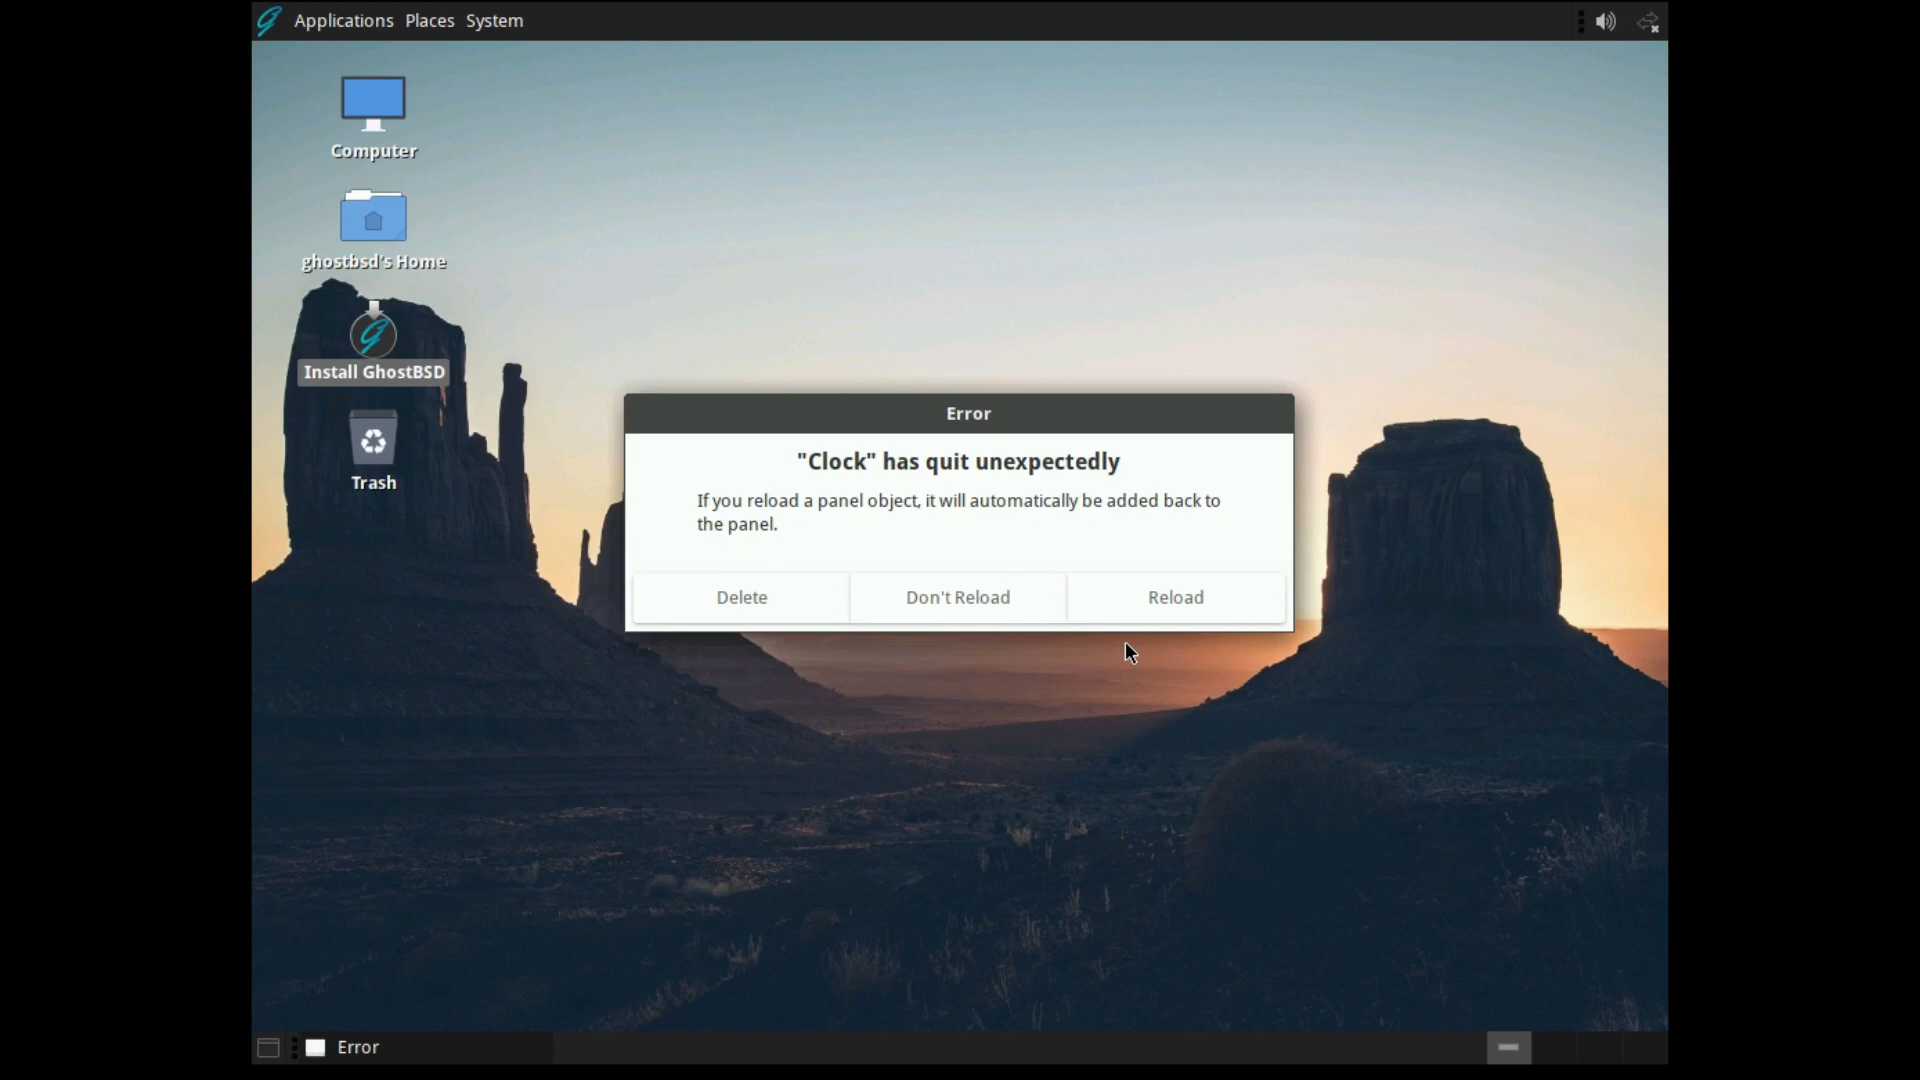 Applications Places System
Computer
ghostbsd's Home
Install GhostBSD
Trash
Error
"Clock" has quit unexpectedly
If you reload a panel object, it will automatically be added back to
the panel.
Delete Don't Reload Reload
Error